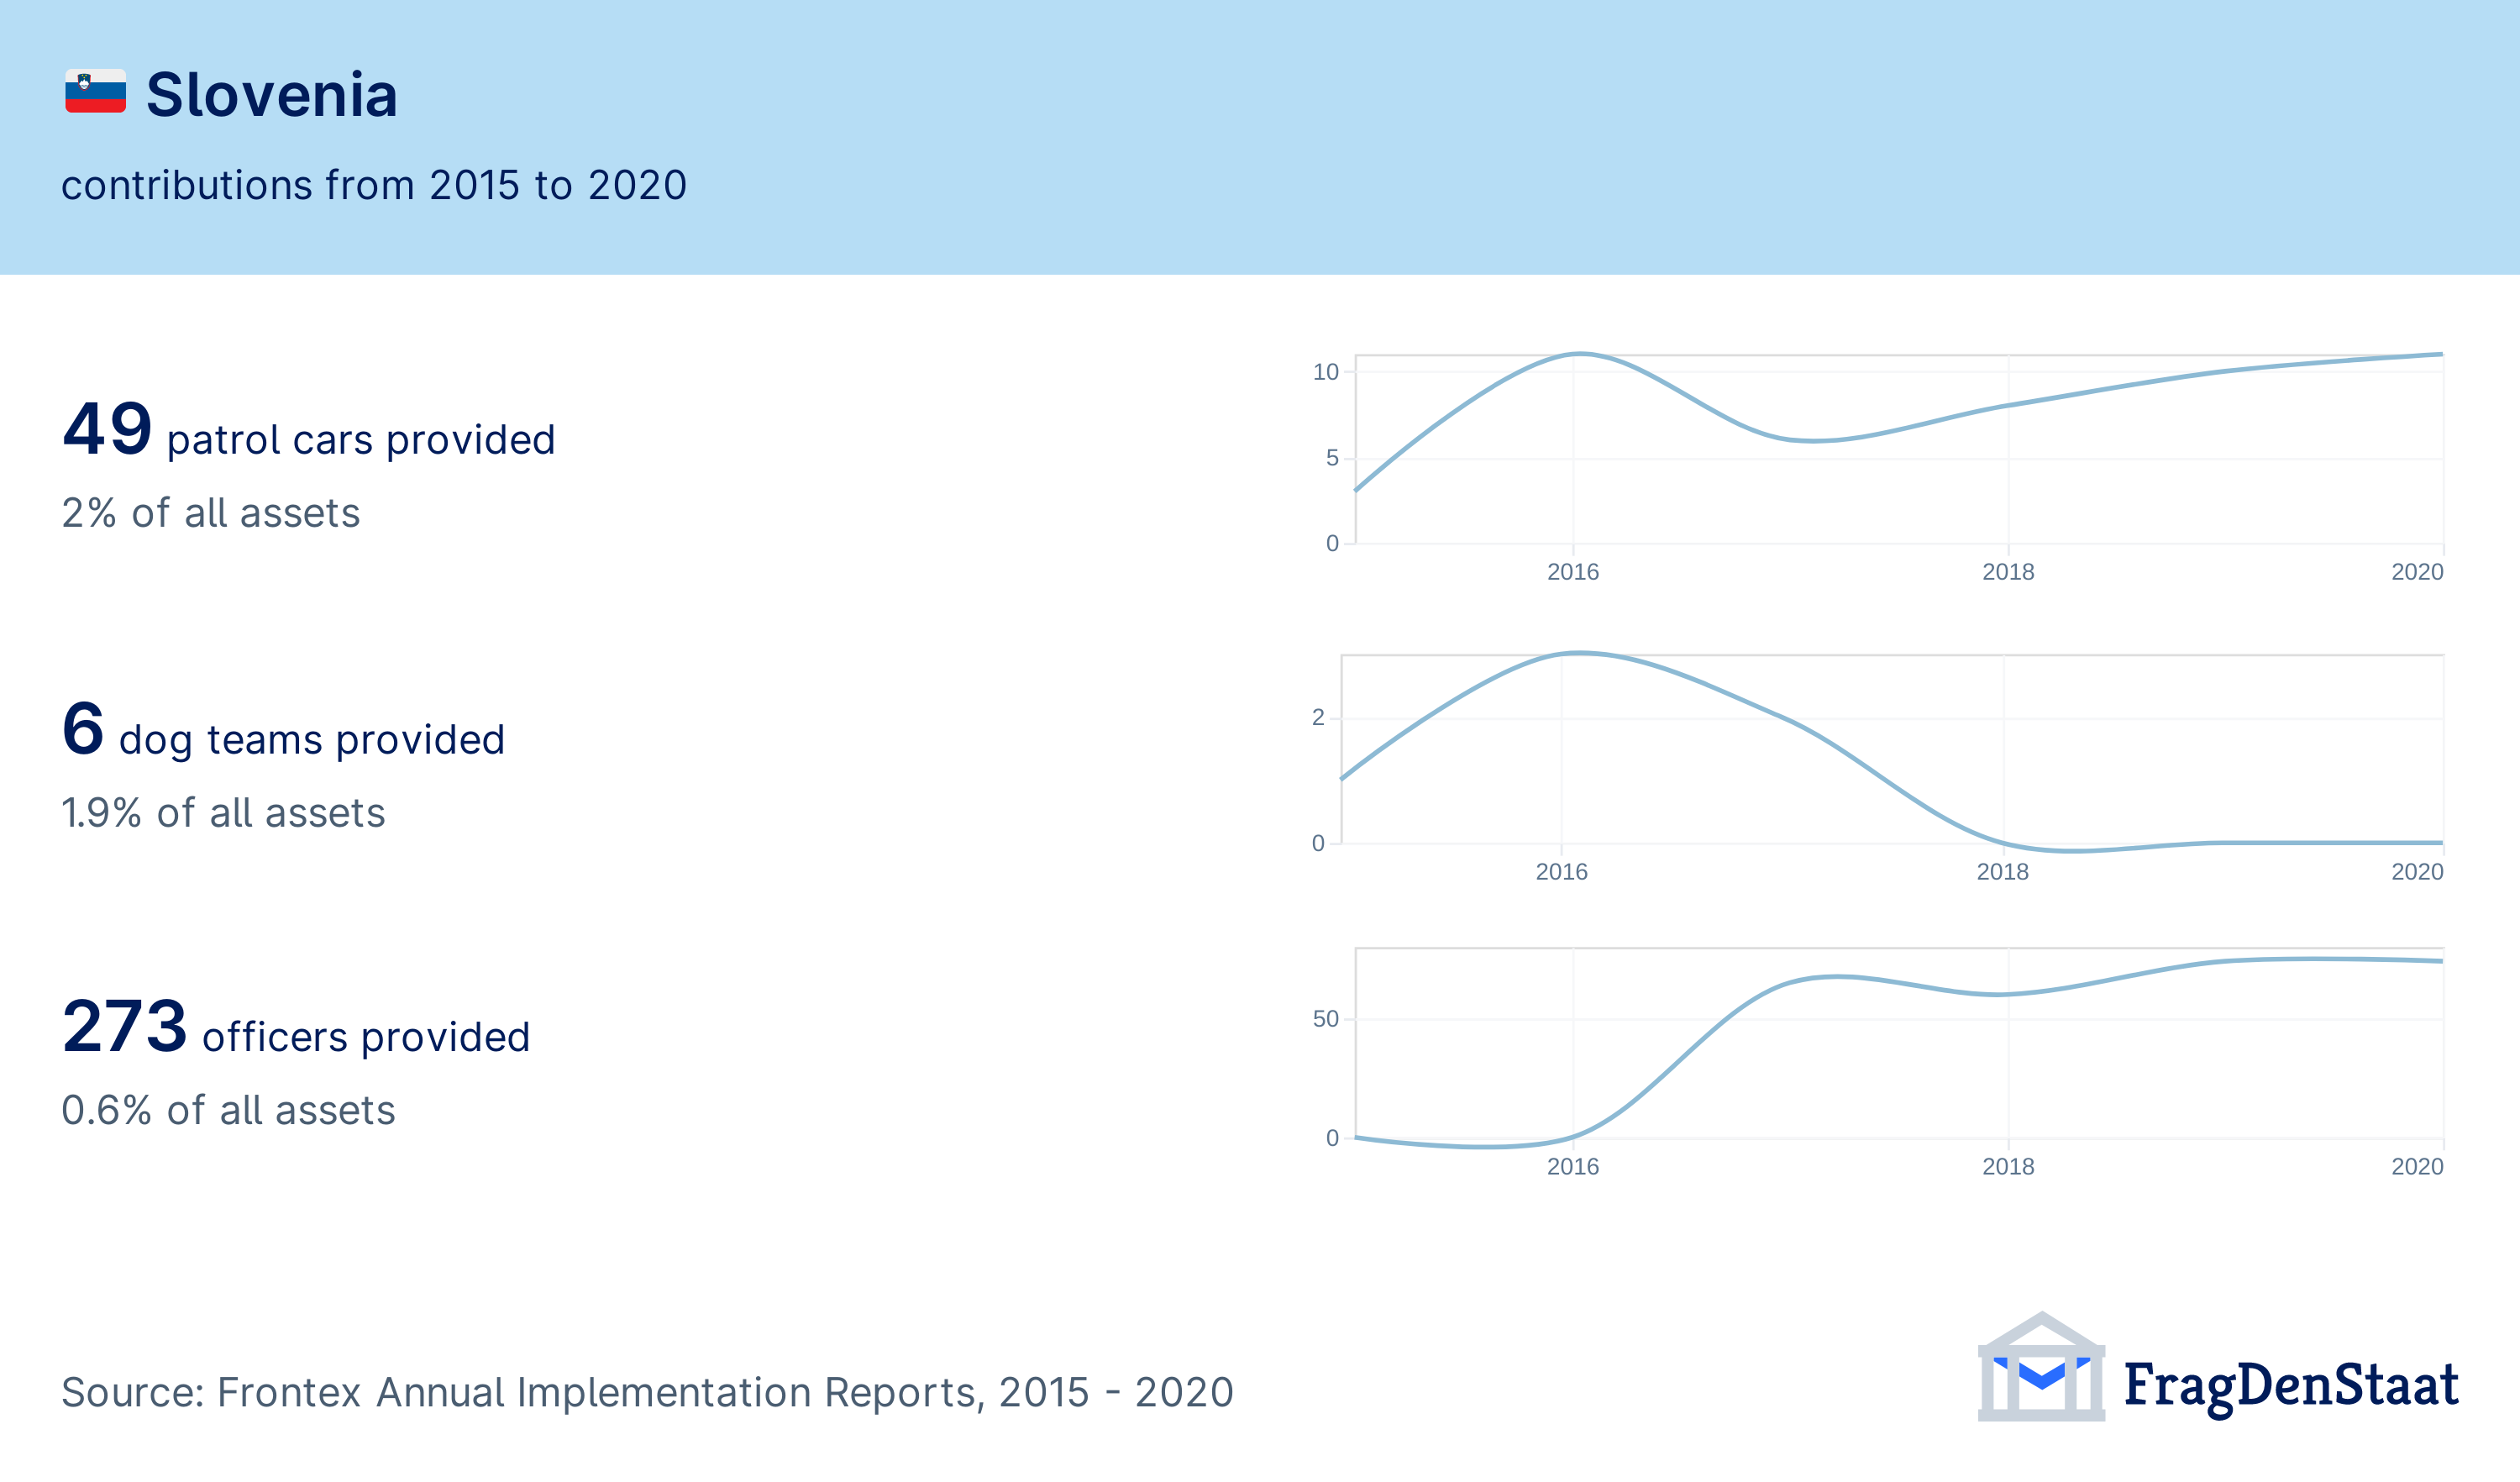 Slovenia
contributions from 2015 to 2020
49 patrol cars provided
2% of all assets
10
5
0
2016 2018 2020
6 dog teams provided
1.9% of all assets
2
0
2016 2018 2020
273 officers provided
0.6% of all assets
50
0
2016 2018 2020
Source: Frontex Annual Implementation Reports, 2015 - 2020
FragDenStaat